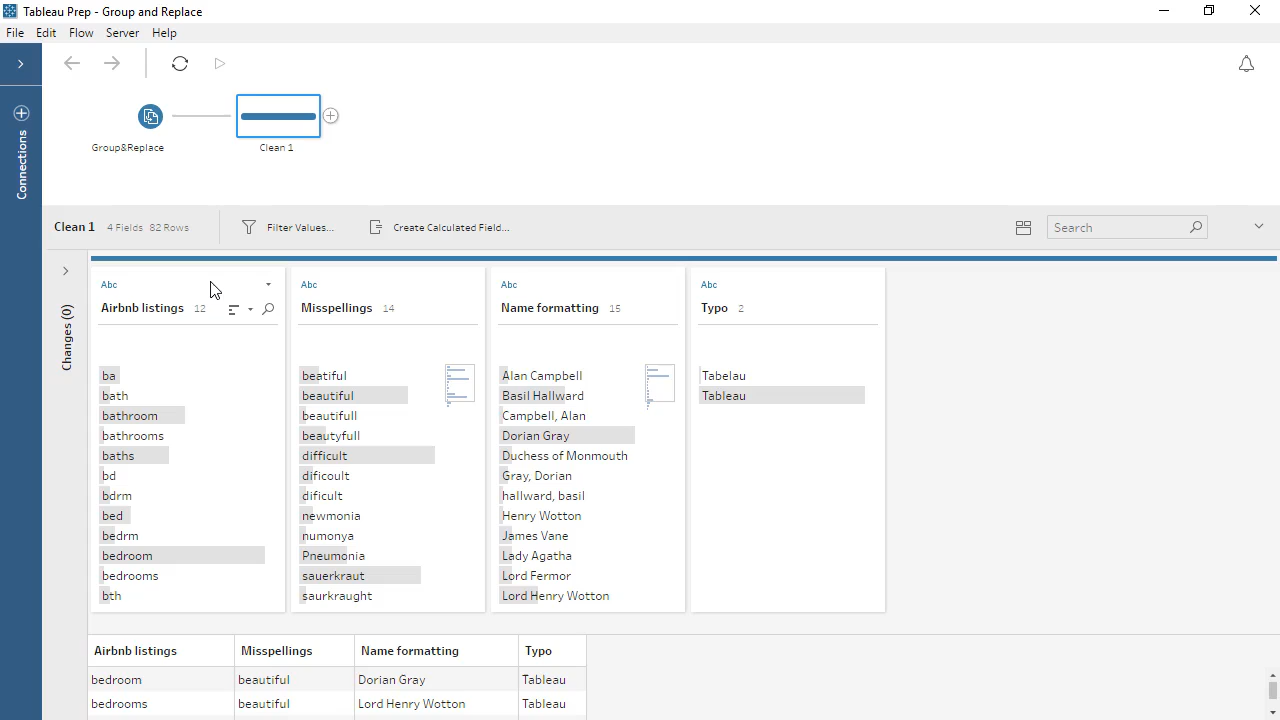 Tableau Prep - Group and Replace
File Edit Flow Server Help
Connections
Group&Replace
Clean 1
Clean 1 4 Fields 82 Rows Filter Values... Create Calculated Field... Search
Changes (0)
Abc
Airbnb listings 12
ba
bath
bathroom
bathrooms
baths
bd
bdrm
bed
bedrm
bedroom
bedrooms
bth
Abc
Misspellings 14
beatiful
beautiful
beautifull
beautyfull
difficult
dificoult
dificult
newmonia
numonya
Pneumonia
sauerkraut
saurkraught
Abc
Name formatting 15
Alan Campbell
Basil Hallward
Campbell, Alan
Dorian Gray
Duchess of Monmouth
Gray, Dorian
hallward, basil
Henry Wotton
James Vane
Lady Agatha
Lord Fermor
Lord Henry Wotton
Abc
Typo 2
Tabelau
Tableau
Airbnb listings Misspellings Name formatting Typo
bedroom beautiful Dorian Gray Tableau
bedrooms beautiful Lord Henry Wotton Tableau